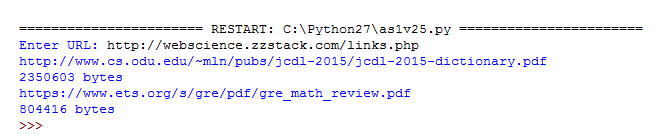 ======================= RESTART: C:\Python27\as1v25.py =======================
Enter URL: http://webscience.zzstack.com/links.php
http://www.cs.odu.edu/~mln/pubs/jcdl-2015/jcdl-2015-dictionary.pdf
2350603 bytes
https://www.ets.org/s/gre/pdf/gre_math_review.pdf
804416 bytes
>>>